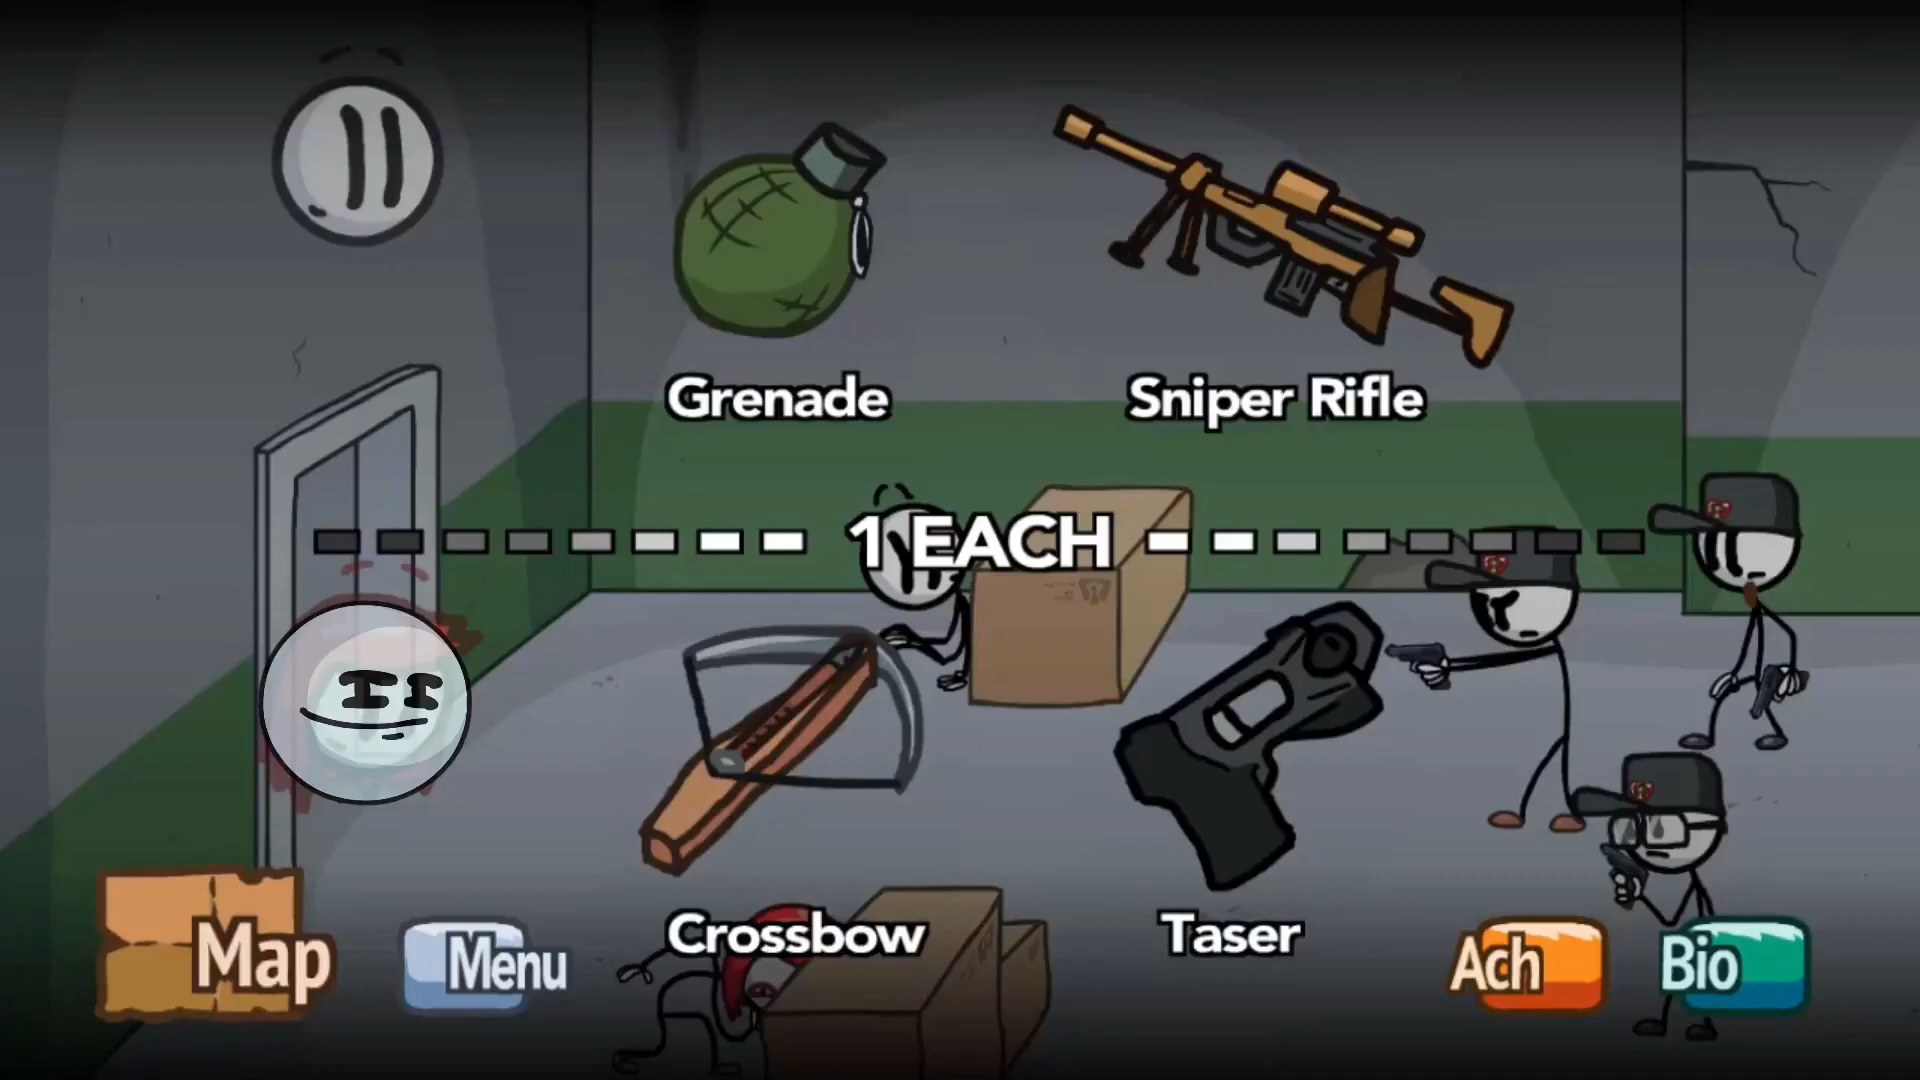 Grenade
Sniper Rifle
1 EACH
Crossbow
Taser
Map
Menu
Ach
Bio